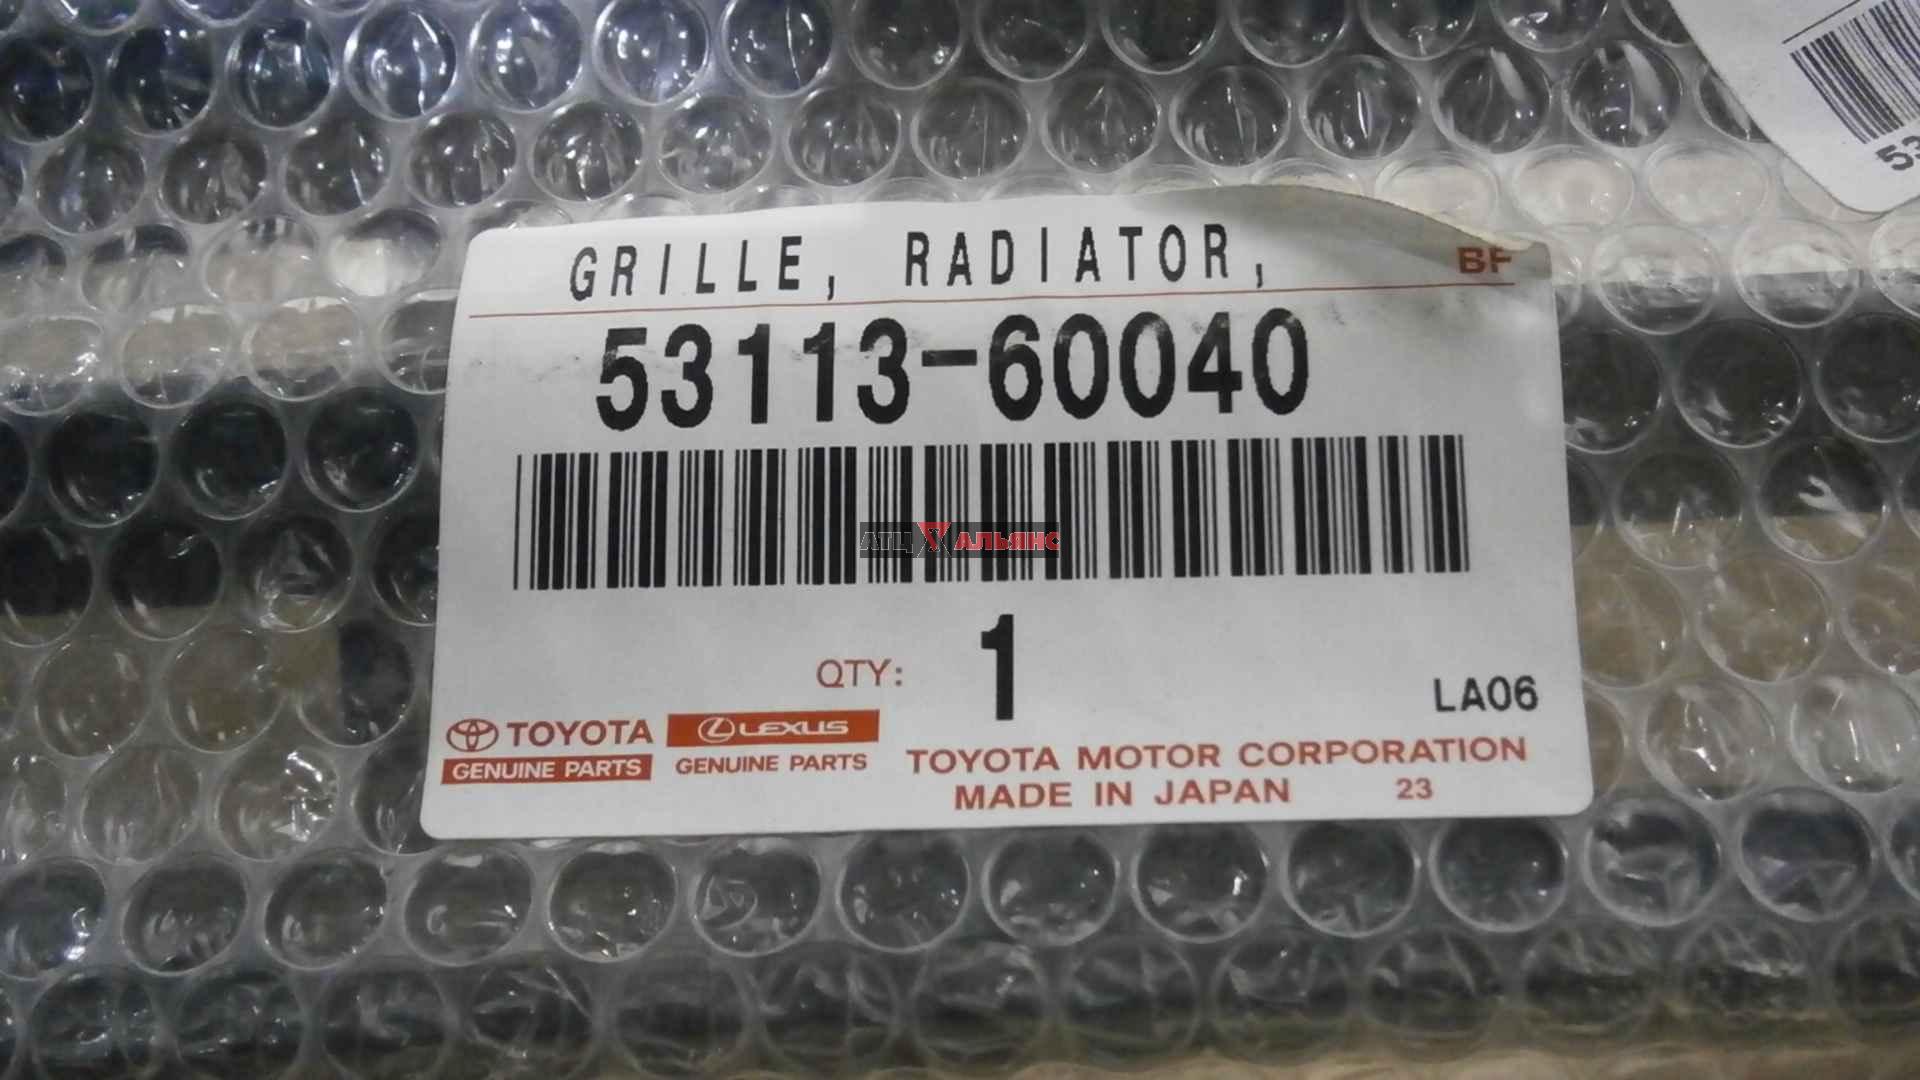 GRILLE, RADIATOR,
BF
53113-60040
АТЦ АЛЬЯНС
QTY: 1
LA06
TOYOTA
GENUINE PARTS
LEXUS
GENUINE PARTS
TOYOTA MOTOR CORPORATION
MADE IN JAPAN 23
53